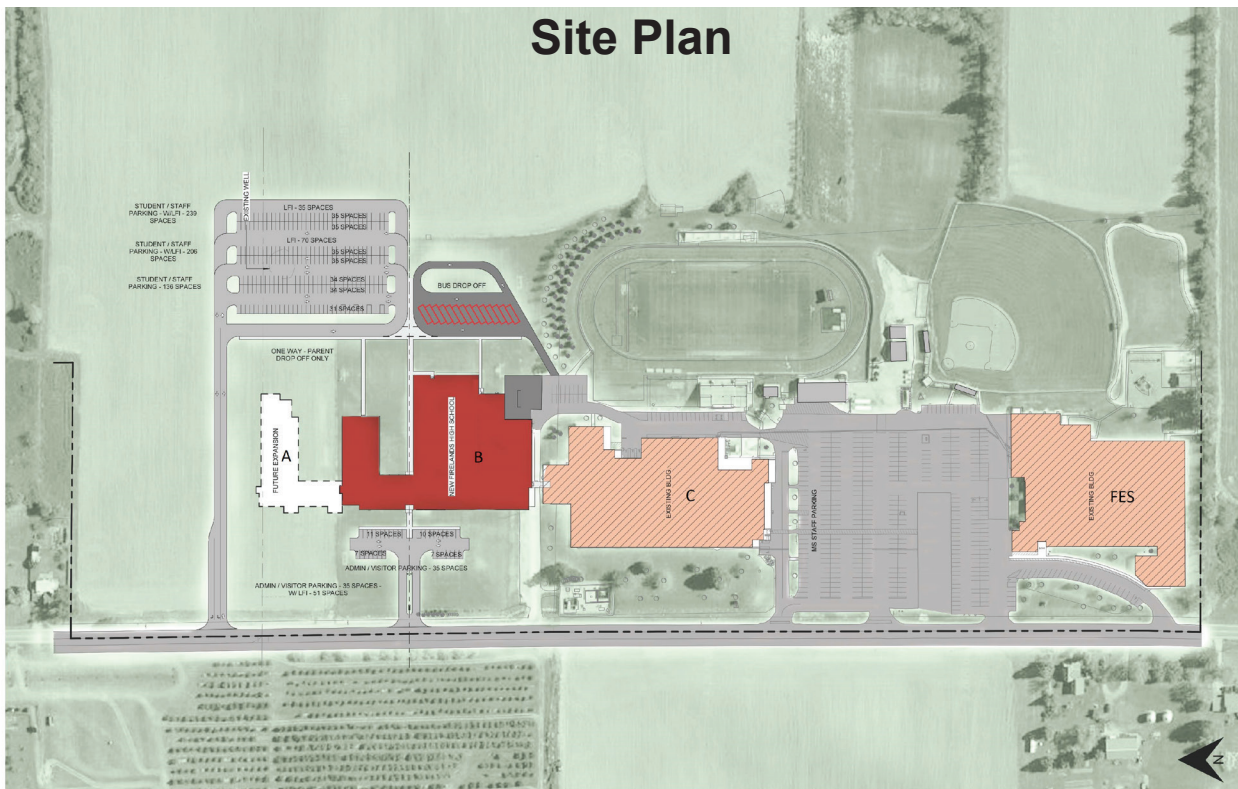 Site Plan
STUDENT / STAFF
PARKING - W/LFI - 239
SPACES
STUDENT / STAFF
PARKING - W/LFI - 206
SPACES
STUDENT / STAFF
PARKING - 136 SPACES
EXISTING WELL
LFI - 35 SPACES
35 SPACES
35 SPACES
LFI - 70 SPACES
35 SPACES
35 SPACES
34 SPACES
SPACES
31 SPACES
BUS DROP OFF
ONE WAY - PARENT
DROP OFF ONLY
FUTURE EXPANSION
A
NEW FIRELANDS HIGH SCHOOL
B
EXISTING BLDG
C
MS STAFF PARKING
EXISTING BLDG
FES
11 SPACES
10 SPACES
7 SPACES
7 SPACES
ADMIN / VISITOR PARKING - 35 SPACES
ADMIN / VISITOR PARKING - 35 SPACES -
W/ LFI - 51 SPACES
N